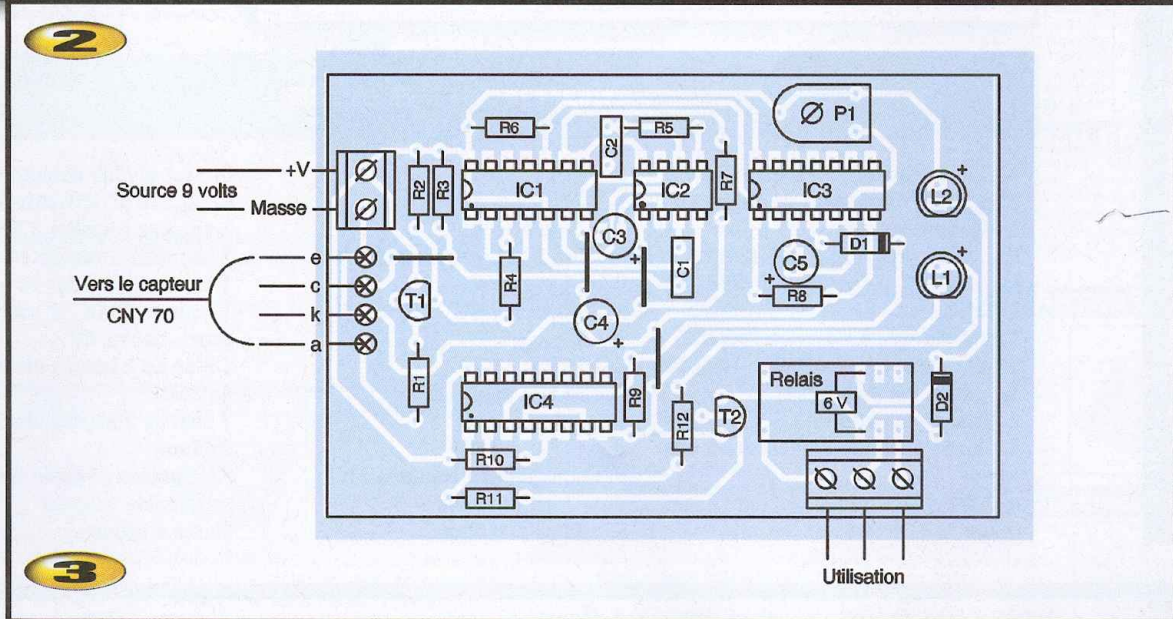 2
P1
R6
R5
C2
R2
R3
IC1
IC2
R7
IC3
L2
+V
Source 9 volts
Masse
C3
+
D1
+
e
Vers le capteur
c
CNY 70
k
a
T1
R4
C1
C5
+
R8
L1
+
C4
+
R1
IC4
R9
R12
T2
Relais
6 V
D2
R10
R11
Utilisation
3